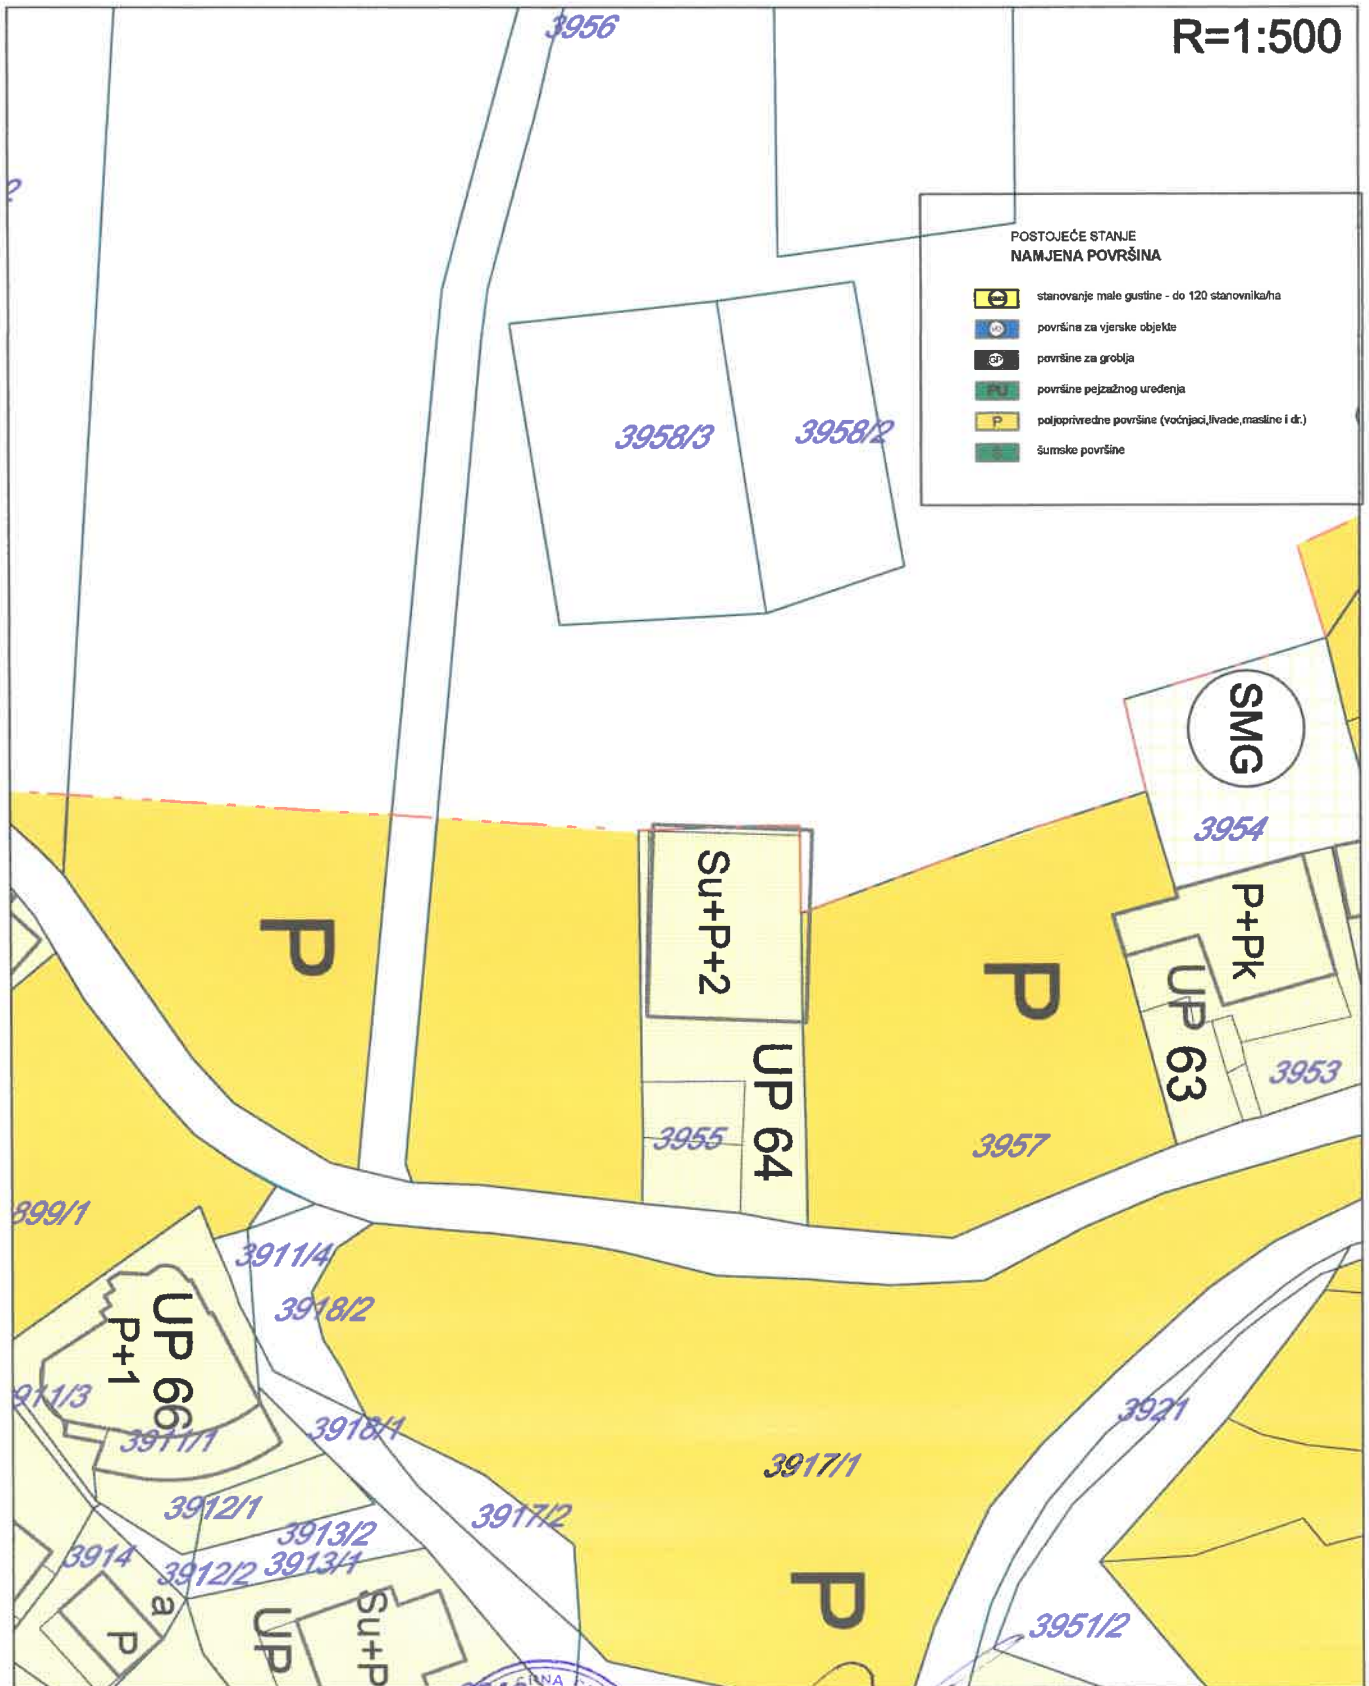 3956
R=1:500
2
POSTOJEĆE STANJE
NAMJENA POVRŠINA
stanovanje male gustine - do 120 stanovnika/ha
površina za vjerske objekte
GP površine za groblja
PU površine pejzažnog uređenja
P poljoprivredne površine (voćnjaci,livade,masline i dr.)
šumske površine
3958/3
3958/2
SMG
3954
Su+P+2
P
P+Pk
P
UP 63
UP 64
3953
3955
3957
899/1
3911/4
3918/2
UP 66
P+1
911/3
3921
3918/1
3911/1
3917/1
3912/1
3917/2
3913/2
3914
3912/2
3913/1
P
a
Su+P
UP
P
3951/2